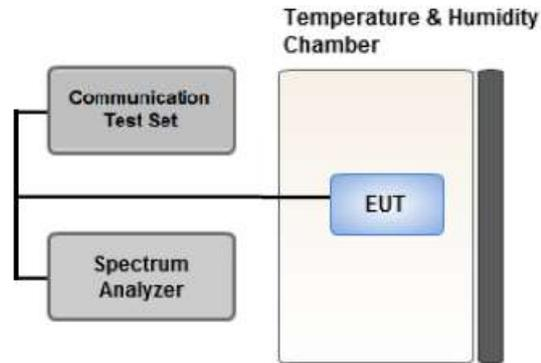 Temperature & Humidity
Chamber
Communication
Test Set
EUT
Spectrum
Analyzer